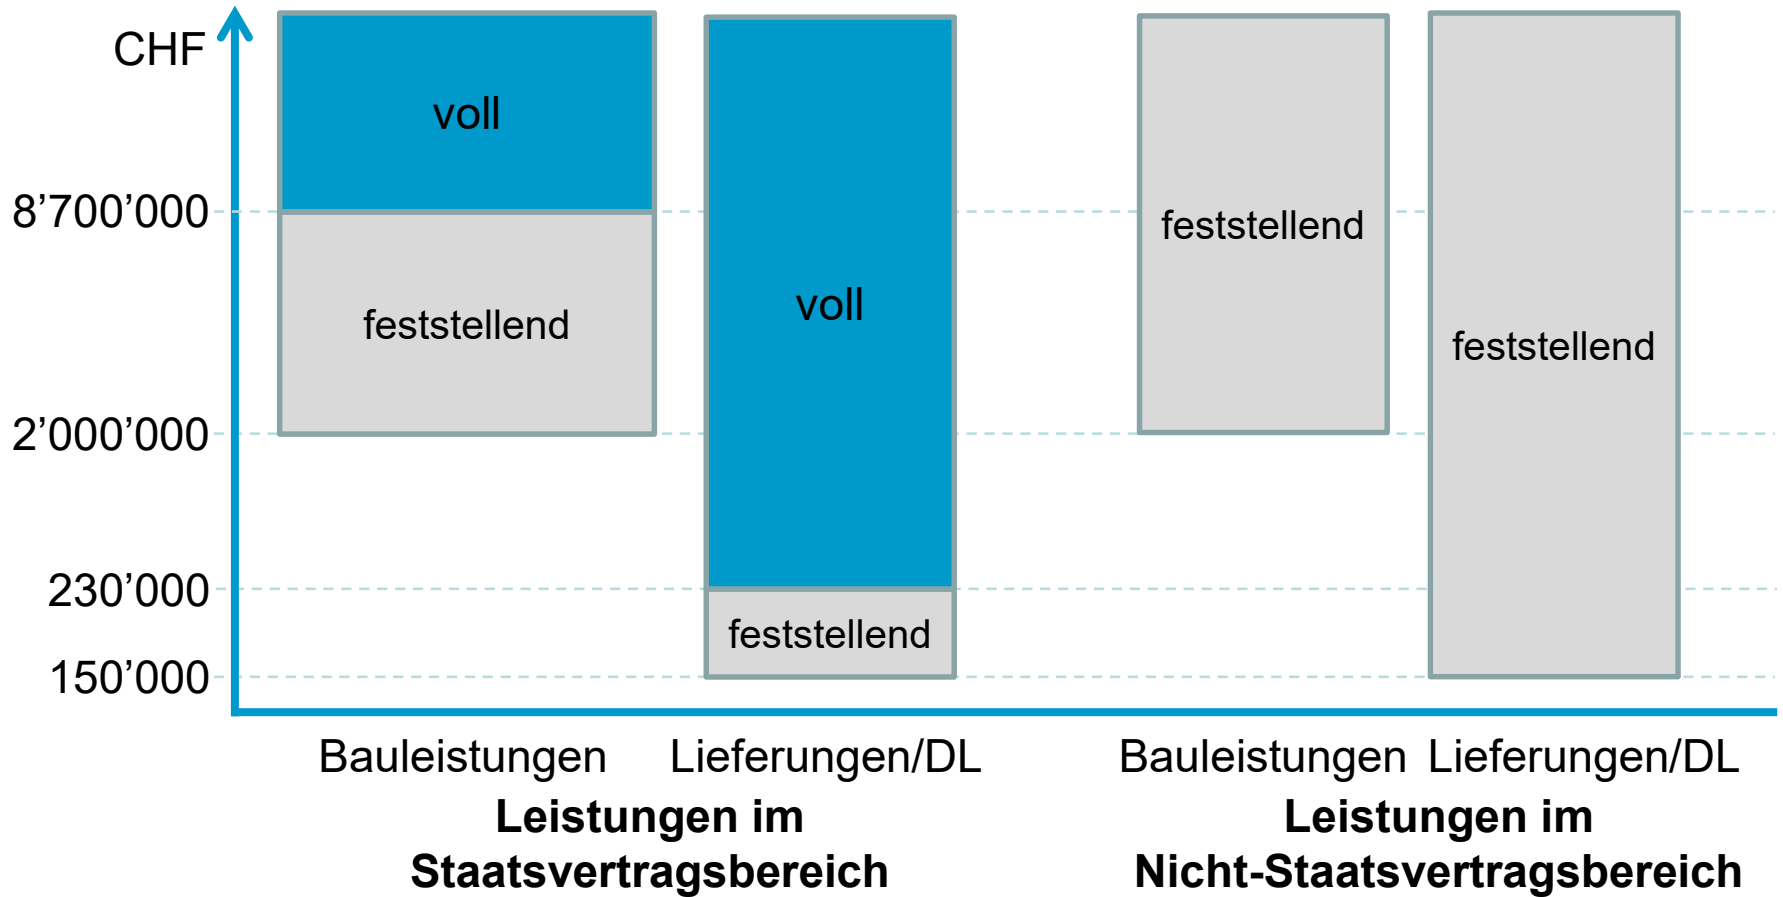 CHF
voll
8’700’000
feststellend
voll
feststellend
feststellend
feststellend
2’000’000
230’000
feststellend
150’000
Bauleistungen
Lieferungen/DL
Bauleistungen
Lieferungen/DL
Leistungen im
Staatsvertragsbereich
Leistungen im
Nicht-Staatsvertragsbereich